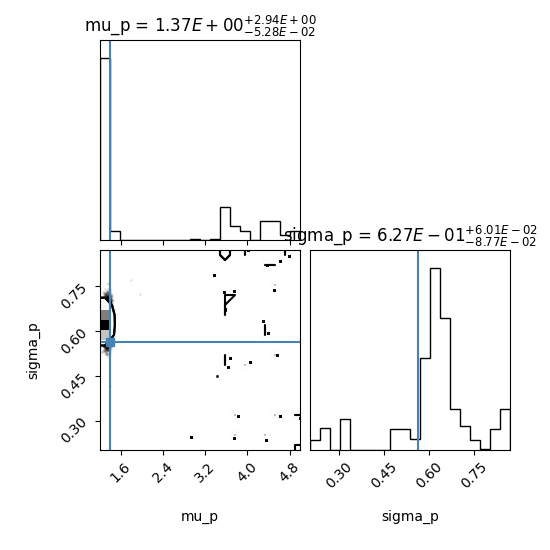 mu_p = 1.37E + 00+2.94E+00−5.28E−02
sigma_p = 6.27E − 01+6.01E−02−8.77E−02
sigma_p
0.75
0.60
0.45
0.30
1.6 2.4 3.2 4.0 4.8
0.30 0.45 0.60 0.75
mu_p
sigma_p